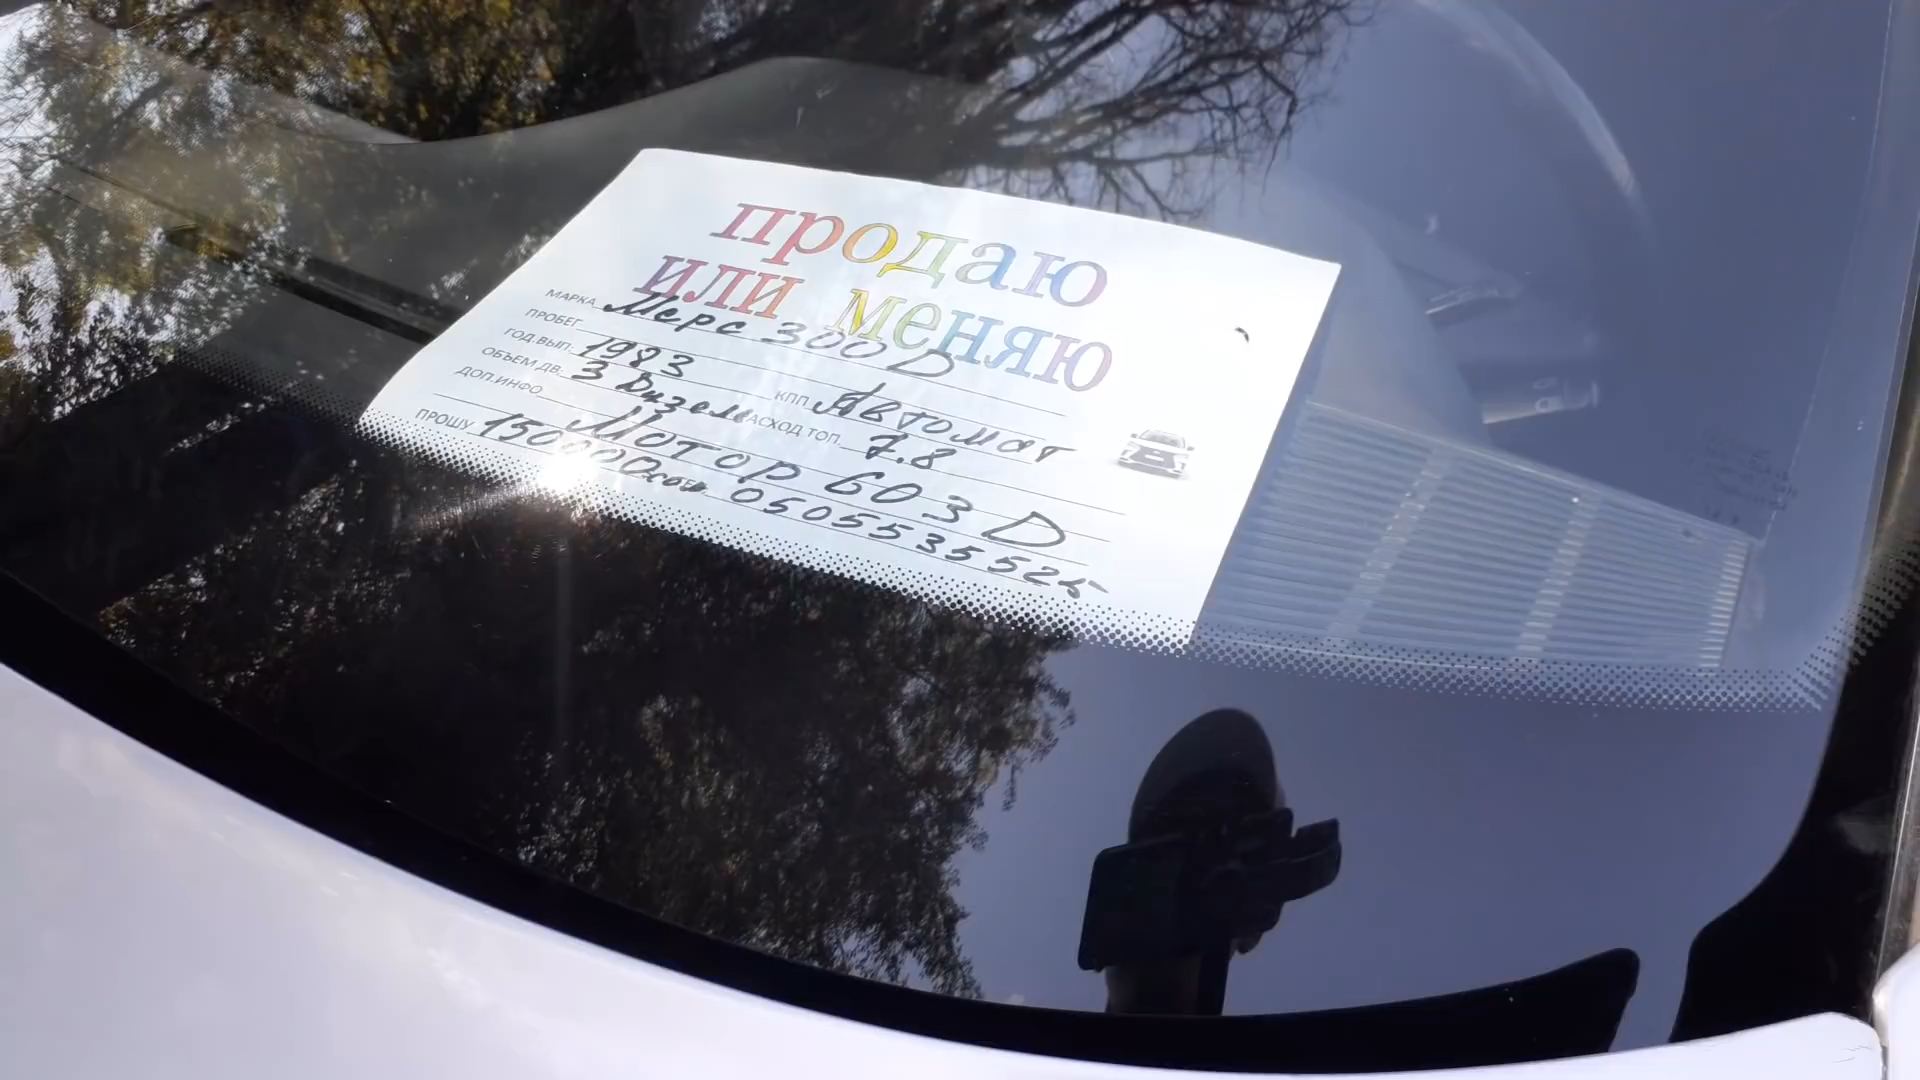 продаю
или меняю
МАРКА Мерс 300 D
ПРОБЕГ
ГОД.ВЫП: 1983 КПП Автомат
ОБЪЕМ ДВ: 3 Дизель РАСХОД ТОП. 7.8
ДОП.ИНФО Мотор 603 D
ПРОШУ 150000сом. 0505535525